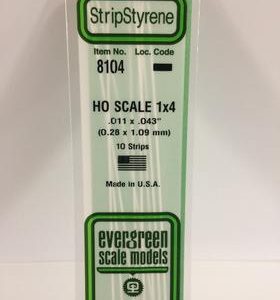 StripStyrene
Item No. Loc. Code
8104
HO SCALE 1x4
.011 x .043"
(0.28 x 1.09 mm)
10 Strips
Made in U.S.A.
evergreen
scale models